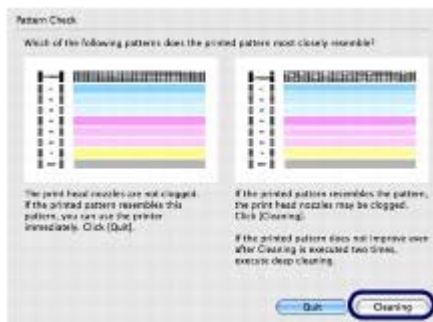 Pattern Check
Which of the following patterns does the printed pattern most closely resemble?
The print head nozzles are not clogged.
If the printed pattern resembles this
pattern, you can use the printer
immediately. Click [Quit].
If the printed pattern resembles the pattern,
the print head nozzles may be clogged.
Click [Cleaning].
If the printed pattern does not improve even
after Cleaning is executed two times,
execute deep cleaning.
Quit
Cleaning